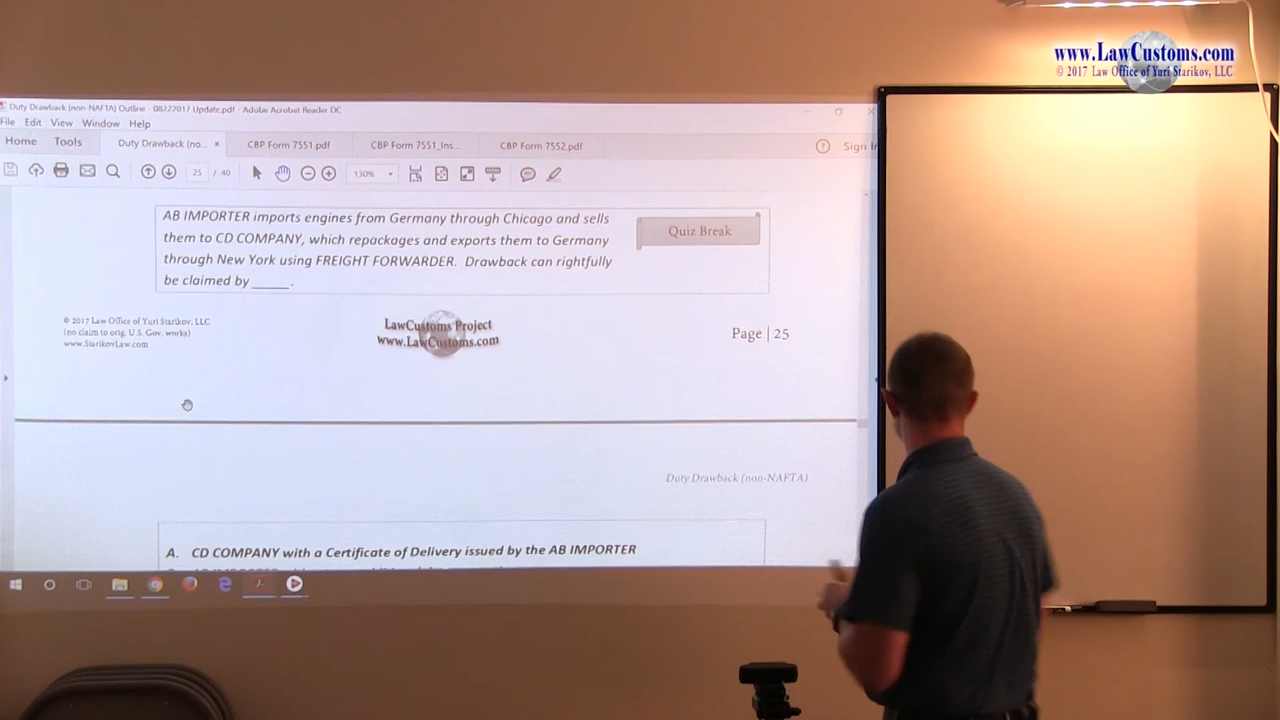 www.LawCustoms.com
© 2017 Law Office of Yuri Starikov, LLC
Duty Drawback (non-NAFTA) Outline - 08222017 Update.pdf - Adobe Acrobat Reader DC
File Edit View Window Help
Home Tools Duty Drawback (no... × CBP Form 7551.pdf CBP Form 7551_Ins... CBP Form 7552.pdf ? Sign In
25 / 40 130%
AB IMPORTER imports engines from Germany through Chicago and sells
them to CD COMPANY, which repackages and exports them to Germany
through New York using FREIGHT FORWARDER. Drawback can rightfully
be claimed by _____ .
Quiz Break
© 2017 Law Office of Yuri Starikov, LLC
(no claim to orig. U.S. Gov. works)
www.StarikovLaw.com
LawCustoms Project
www.LawCustoms.com
Page | 25
Duty Drawback (non-NAFTA)
A. CD COMPANY with a Certificate of Delivery issued by the AB IMPORTER